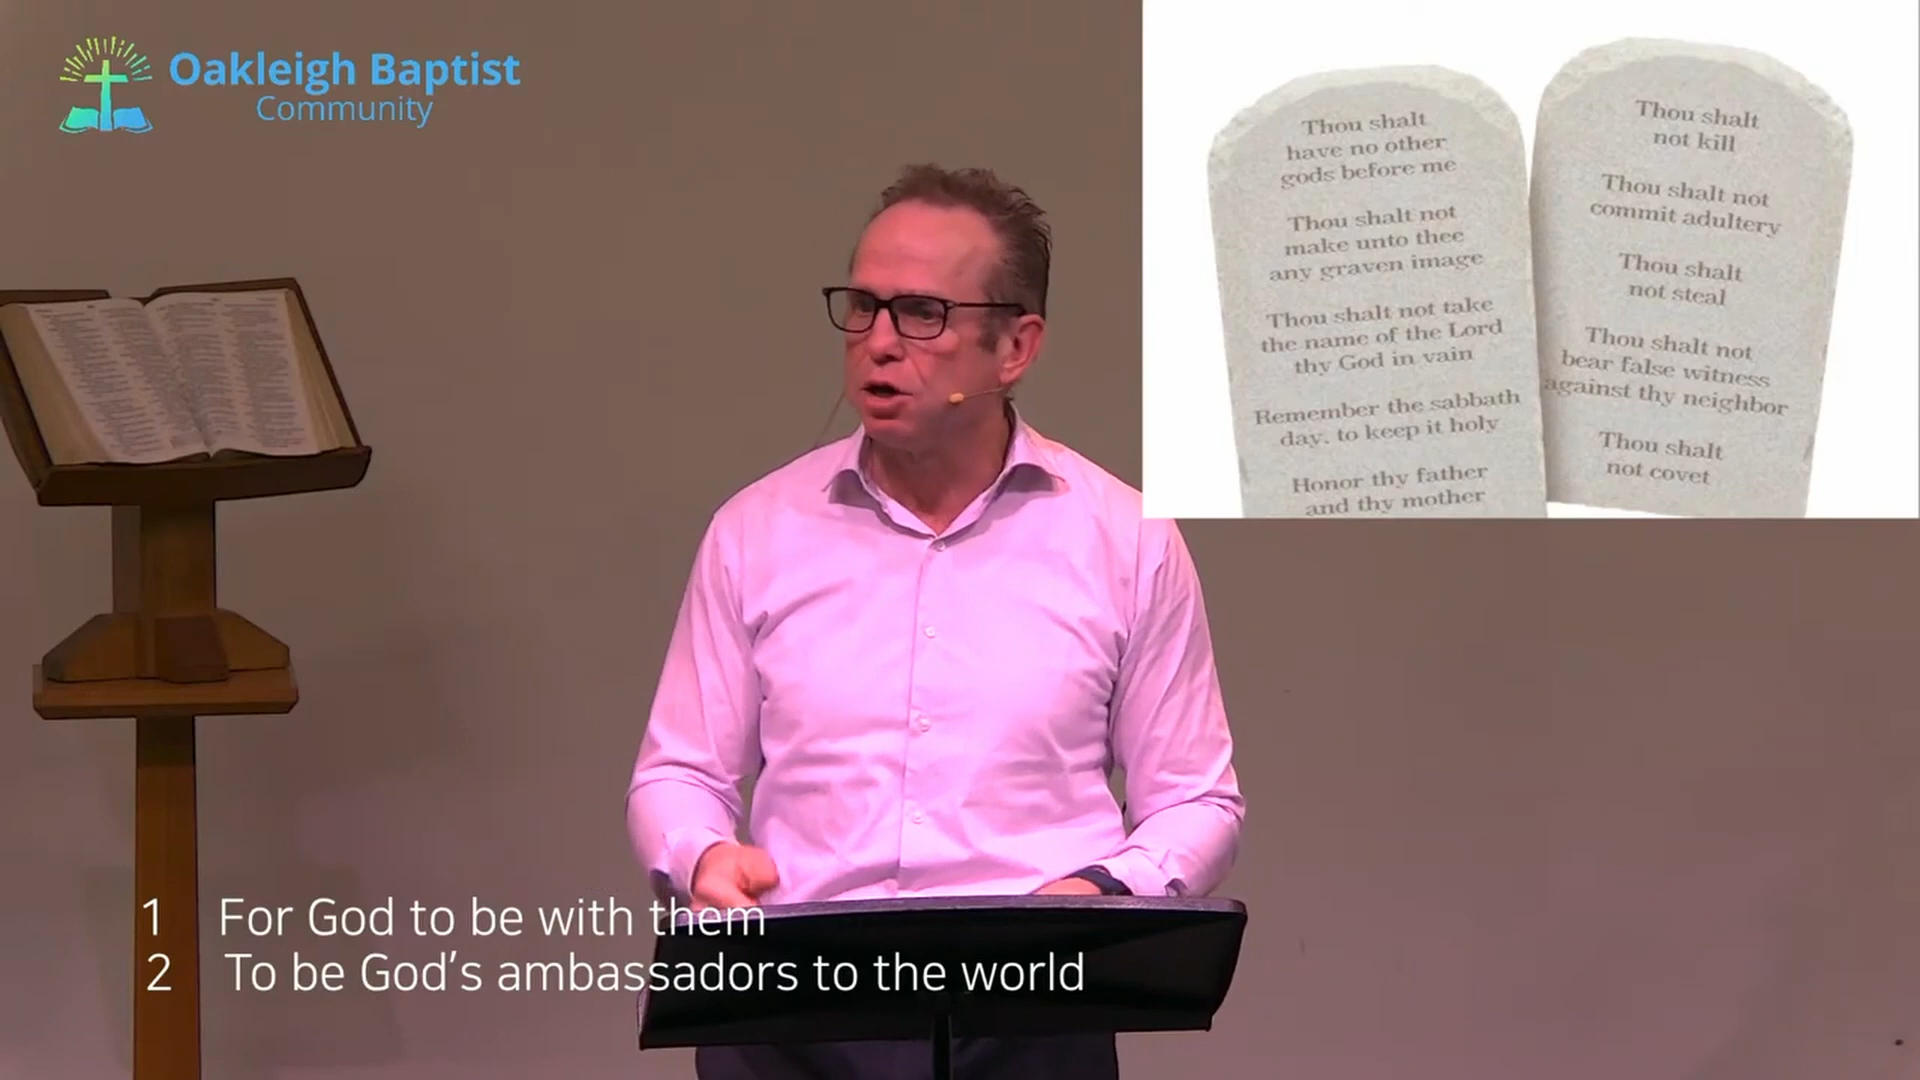 Oakleigh Baptist
Community
Thou shalt
have no other
gods before me
Thou shalt not
make unto thee
any graven image
Thou shalt not take
the name of the Lord
thy God in vain
Remember the sabbath
day. to keep it holy
Honor thy father
and thy mother
Thou shalt
not kill
Thou shalt not
commit adultery
Thou shalt
not steal
Thou shalt not
bear false witness
against thy neighbor
Thou shalt
not covet
1 For God to be with them
2 To be God's ambassadors to the world